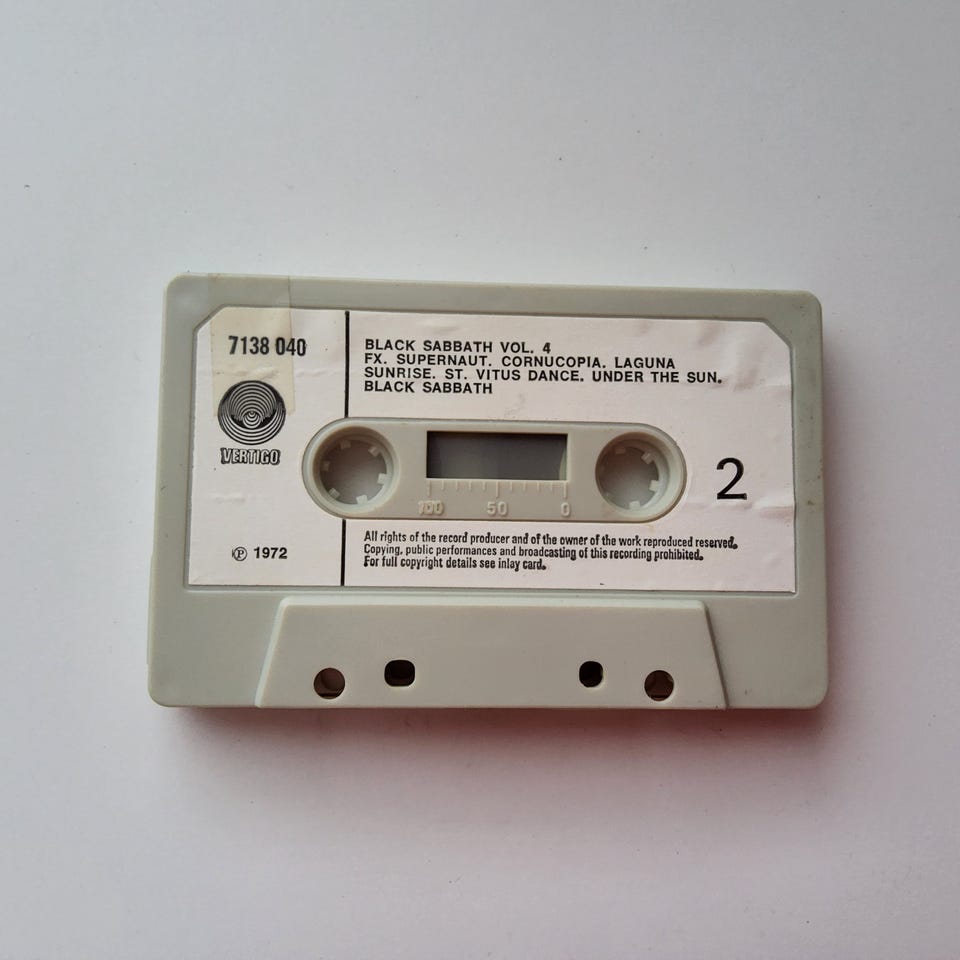 7138 040
VERTIGO
℗ 1972
BLACK SABBATH VOL. 4
FX. SUPERNAUT. CORNUCOPIA. LAGUNA
SUNRISE. ST. VITUS DANCE. UNDER THE SUN.
BLACK SABBATH
100 50 0
2
All rights of the record producer and of the owner of the work reproduced reserved.
Copying, public performances and broadcasting of this recording prohibited.
For full copyright details see inlay card.